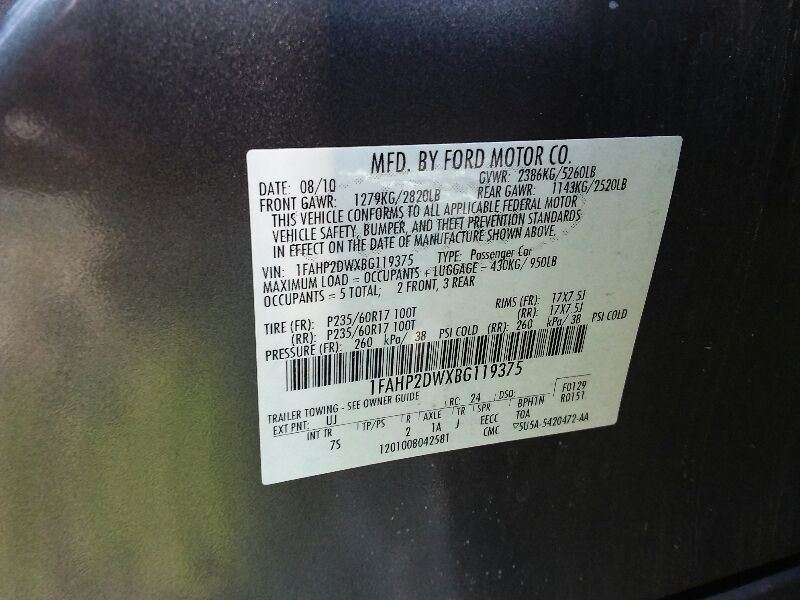 MFD. BY FORD MOTOR CO.
DATE: 08/10 GVWR: 2386KG/5260LB
FRONT GAWR: 1279KG/2820LB REAR GAWR: 1143KG/2520LB
THIS VEHICLE CONFORMS TO ALL APPLICABLE FEDERAL MOTOR
VEHICLE SAFETY, BUMPER, AND THEFT PREVENTION STANDARDS
IN EFFECT ON THE DATE OF MANUFACTURE SHOWN ABOVE.
VIN: 1FAHP2DWXBG119375 TYPE: Passenger Car
MAXIMUM LOAD = OCCUPANTS + LUGGAGE = 430KG/ 950LB
OCCUPANTS = 5 TOTAL; 2 FRONT, 3 REAR
TIRE (FR): P235/60R17 100T RIMS (FR): 17X7.5J
(RR): P235/60R17 100T (RR): 17X7.5J
PRESSURE (FR): 260 kPa/ 38 PSI COLD (RR): 260 kPa/ 38 PSI COLD
1FAHP2DWXBG119375
TRAILER TOWING - SEE OWNER GUIDE F0129
EXT PNT: UJ RC: 24 DSO: R0151
INT TR TP/PS R AXLE TR SPR BPHTN
75 2 1A J FECC TOA
1201008042581 CMC 5U5A-5420472-AA